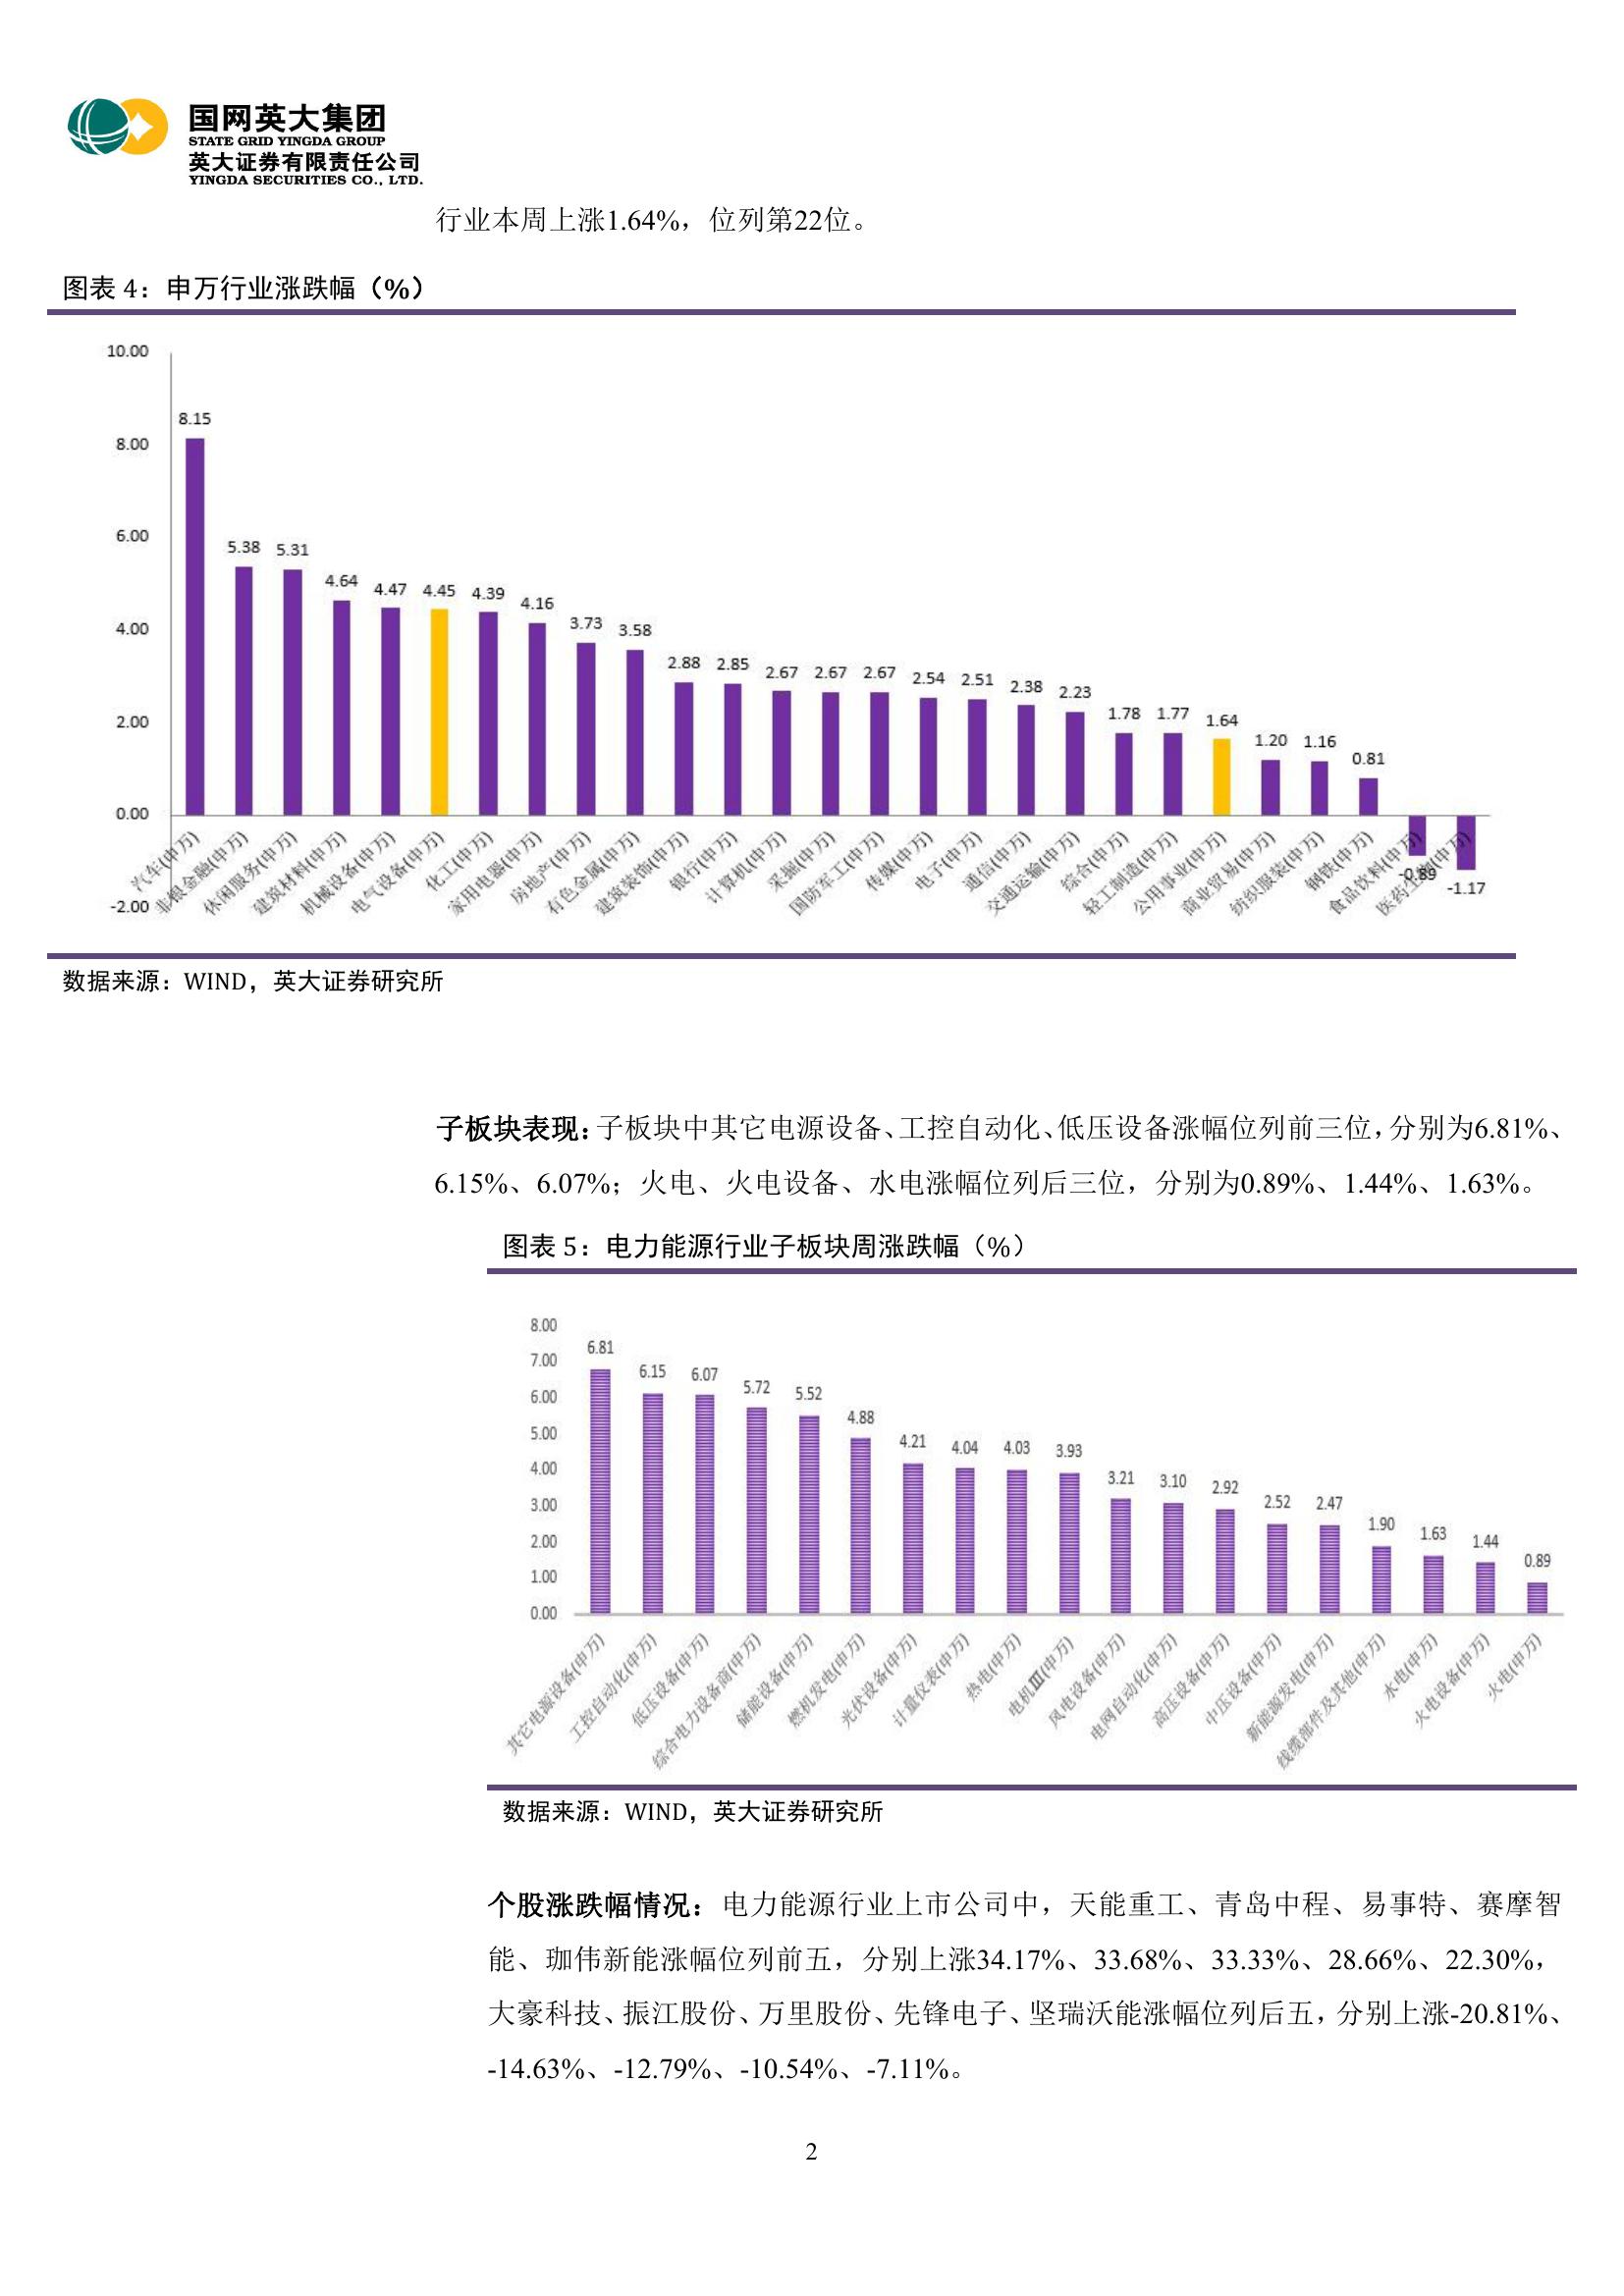 国网英大集团
STATE GRID YINGDA GROUP
英大证券有限责任公司
YINGDA SECURITIES CO., LTD.
行业本周上涨1.64%，位列第22位。
图表 4：申万行业涨跌幅（%）
10.00
8.00
6.00
4.00
2.00
0.00
-2.00
8.15
5.38
5.31
4.64
4.47
4.45
4.39
4.16
3.73
3.58
2.88
2.85
2.67
2.67
2.67
2.54
2.51
2.38
2.23
1.78
1.77
1.64
1.20
1.16
0.81
-0.89
-1.17
汽车(申万)
非银金融(申万)
休闲服务(申万)
建筑材料(申万)
机械设备(申万)
电气设备(申万)
化工(申万)
家用电器(申万)
房地产(申万)
有色金属(申万)
建筑装饰(申万)
银行(申万)
计算机(申万)
采掘(申万)
国防军工(申万)
传媒(申万)
电子(申万)
通信(申万)
交通运输(申万)
综合(申万)
轻工制造(申万)
公用事业(申万)
商业贸易(申万)
纺织服装(申万)
钢铁(申万)
食品饮料(申万)
医药生物(申万)
数据来源：WIND，英大证券研究所
子板块表现：子板块中其它电源设备、工控自动化、低压设备涨幅位列前三位，分别为6.81%、
6.15%、6.07%；火电、火电设备、水电涨幅位列后三位，分别为0.89%、1.44%、1.63%。
图表 5：电力能源行业子板块周涨跌幅（%）
8.00
7.00
6.00
5.00
4.00
3.00
2.00
1.00
0.00
6.81
6.15
6.07
5.72
5.52
4.88
4.21
4.04
4.03
3.93
3.21
3.10
2.92
2.52
2.47
1.90
1.63
1.44
0.89
其它电源设备(申万)
工控自动化(申万)
低压设备(申万)
综合电力设备商(申万)
储能设备(申万)
燃机发电(申万)
光伏设备(申万)
计量仪表(申万)
热电(申万)
电机Ⅲ(申万)
风电设备(申万)
电网自动化(申万)
高压设备(申万)
中压设备(申万)
新能源发电(申万)
线缆部件及其他(申万)
水电(申万)
火电设备(申万)
火电(申万)
数据来源：WIND，英大证券研究所
个股涨跌幅情况：电力能源行业上市公司中，天能重工、青岛中程、易事特、赛摩智
能、珈伟新能涨幅位列前五，分别上涨34.17%、33.68%、33.33%、28.66%、22.30%，
大豪科技、振江股份、万里股份、先锋电子、坚瑞沃能涨幅位列后五，分别上涨-20.81%、
-14.63%、-12.79%、-10.54%、-7.11%。
2